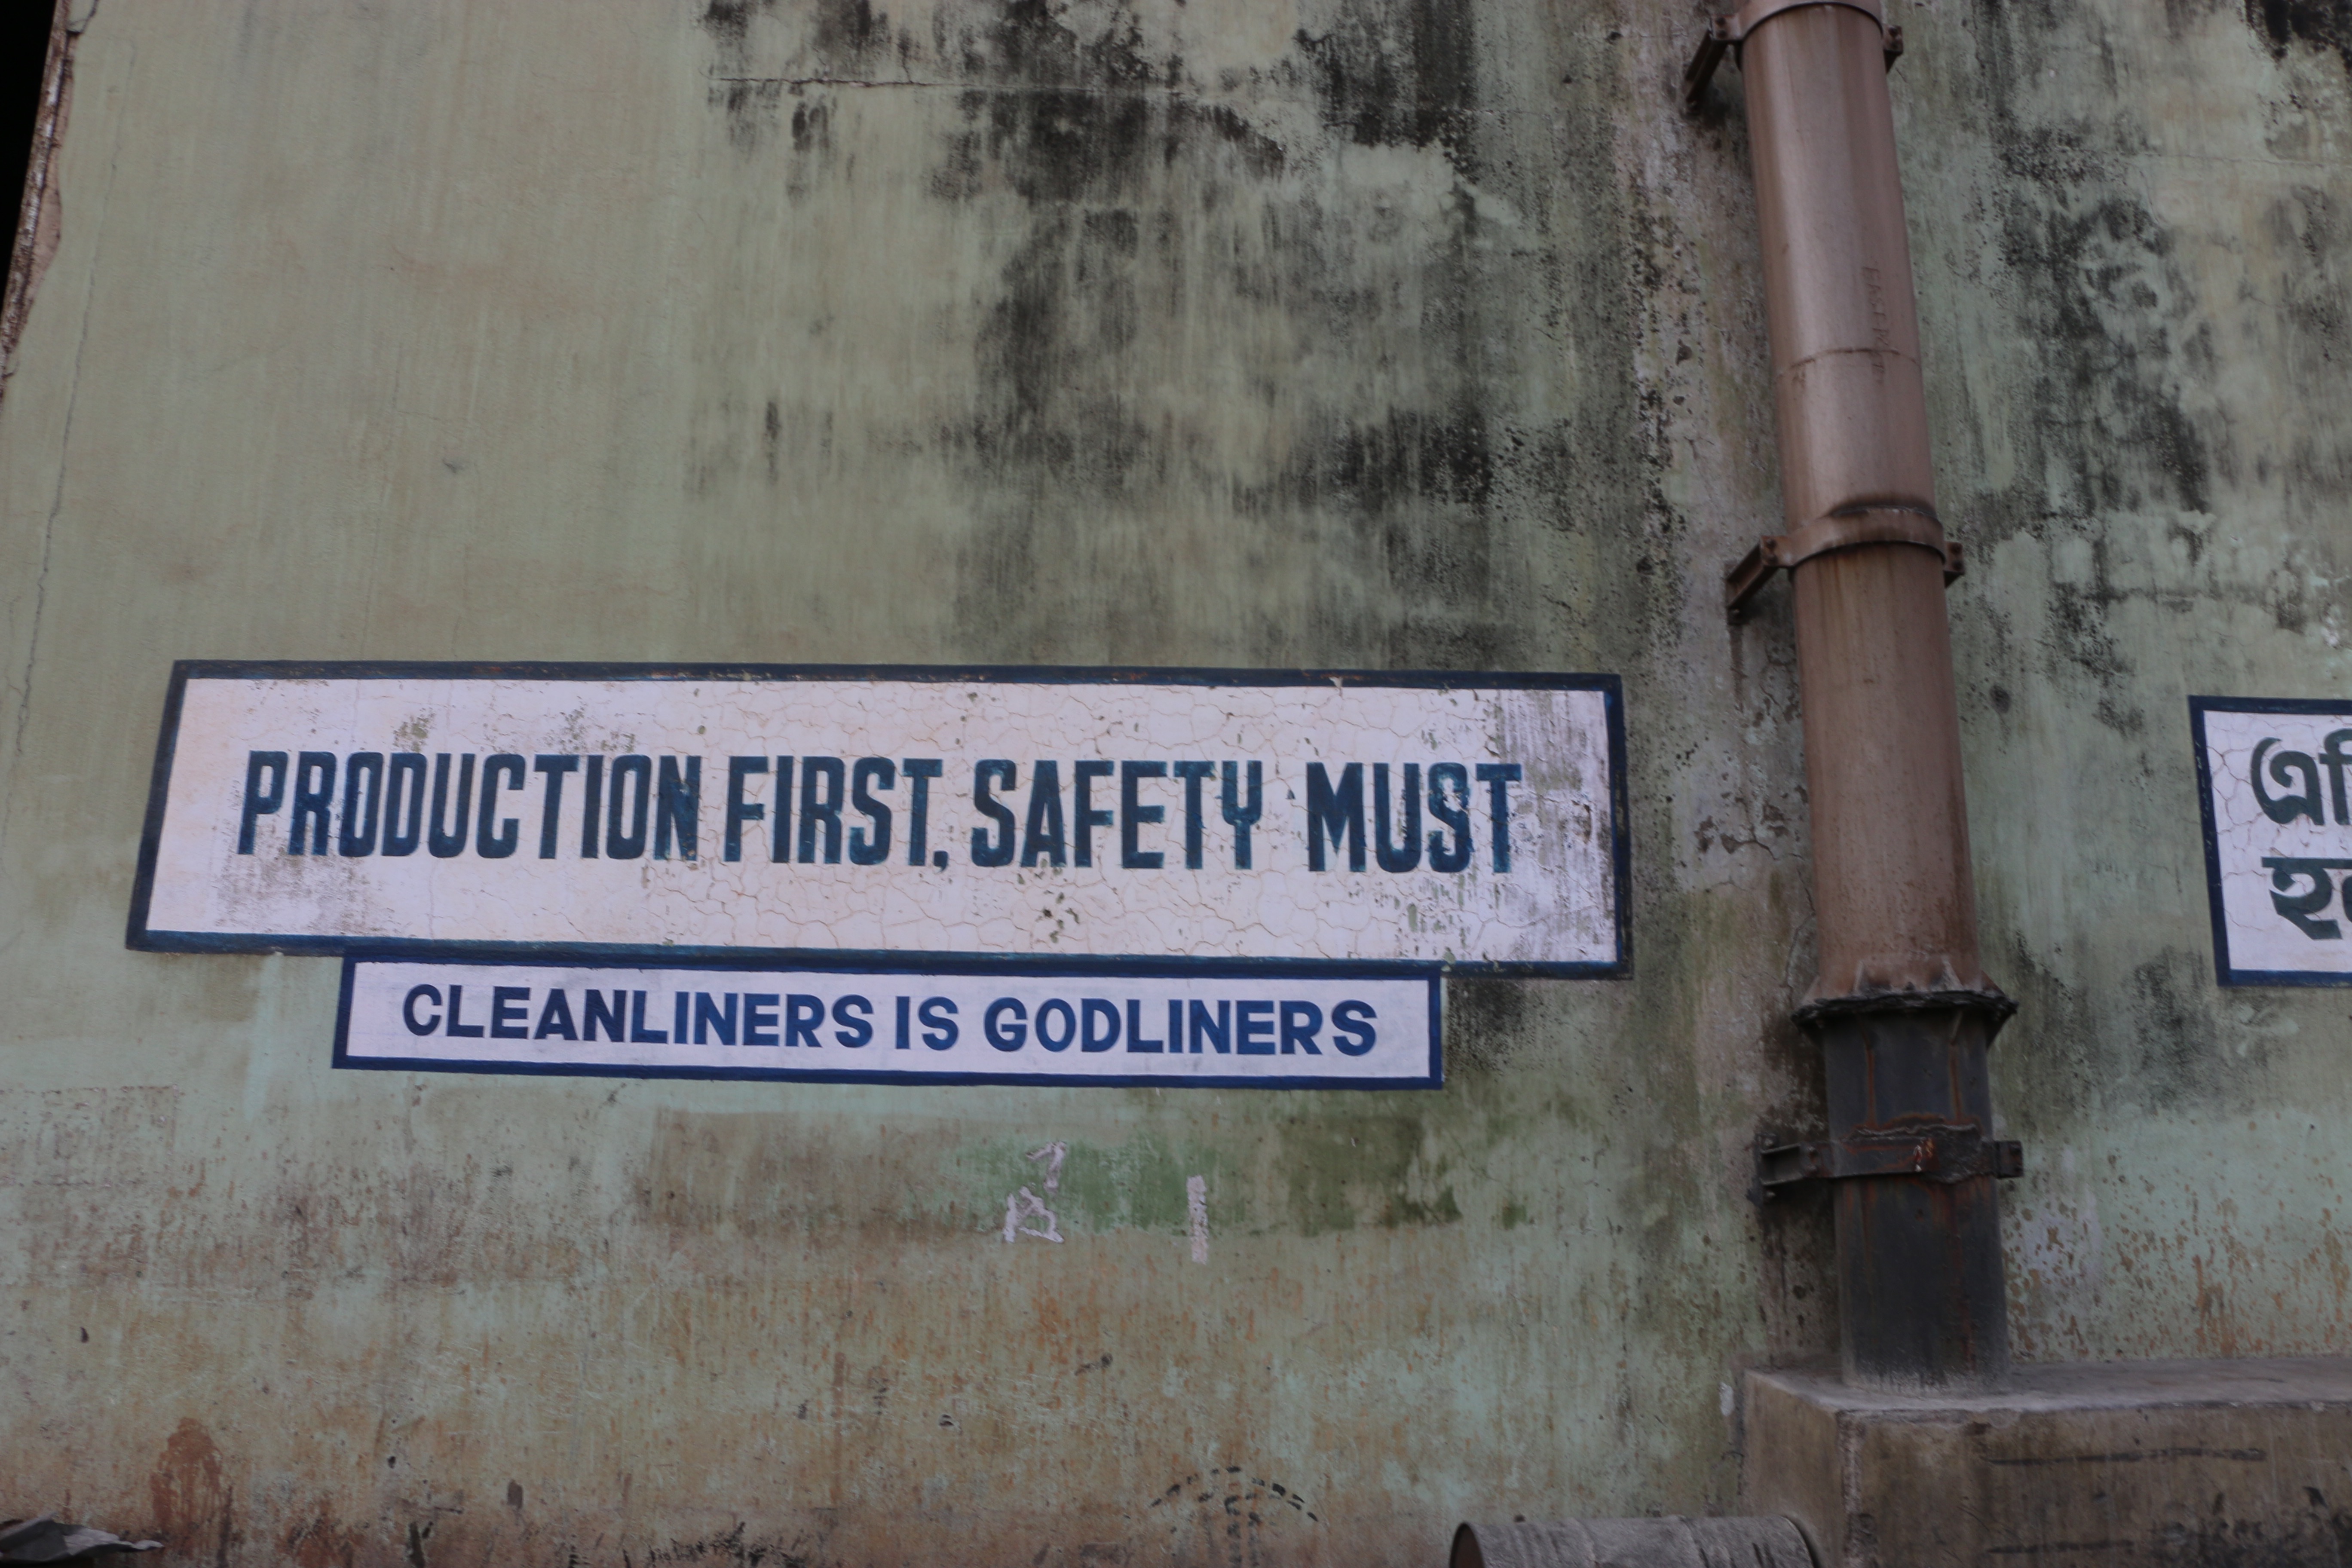 PRODUCTION FIRST, SAFETY MUST
CLEANLINERS IS GODLINERS